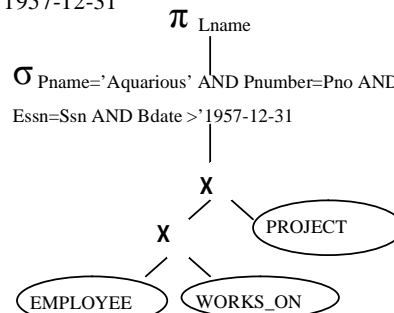 1957-12-31
π Lname
σ Pname='Aquarious' AND Pnumber=Pno AND
Essn=Ssn AND Bdate >'1957-12-31
X
PROJECT
X
EMPLOYEE WORKS_ON